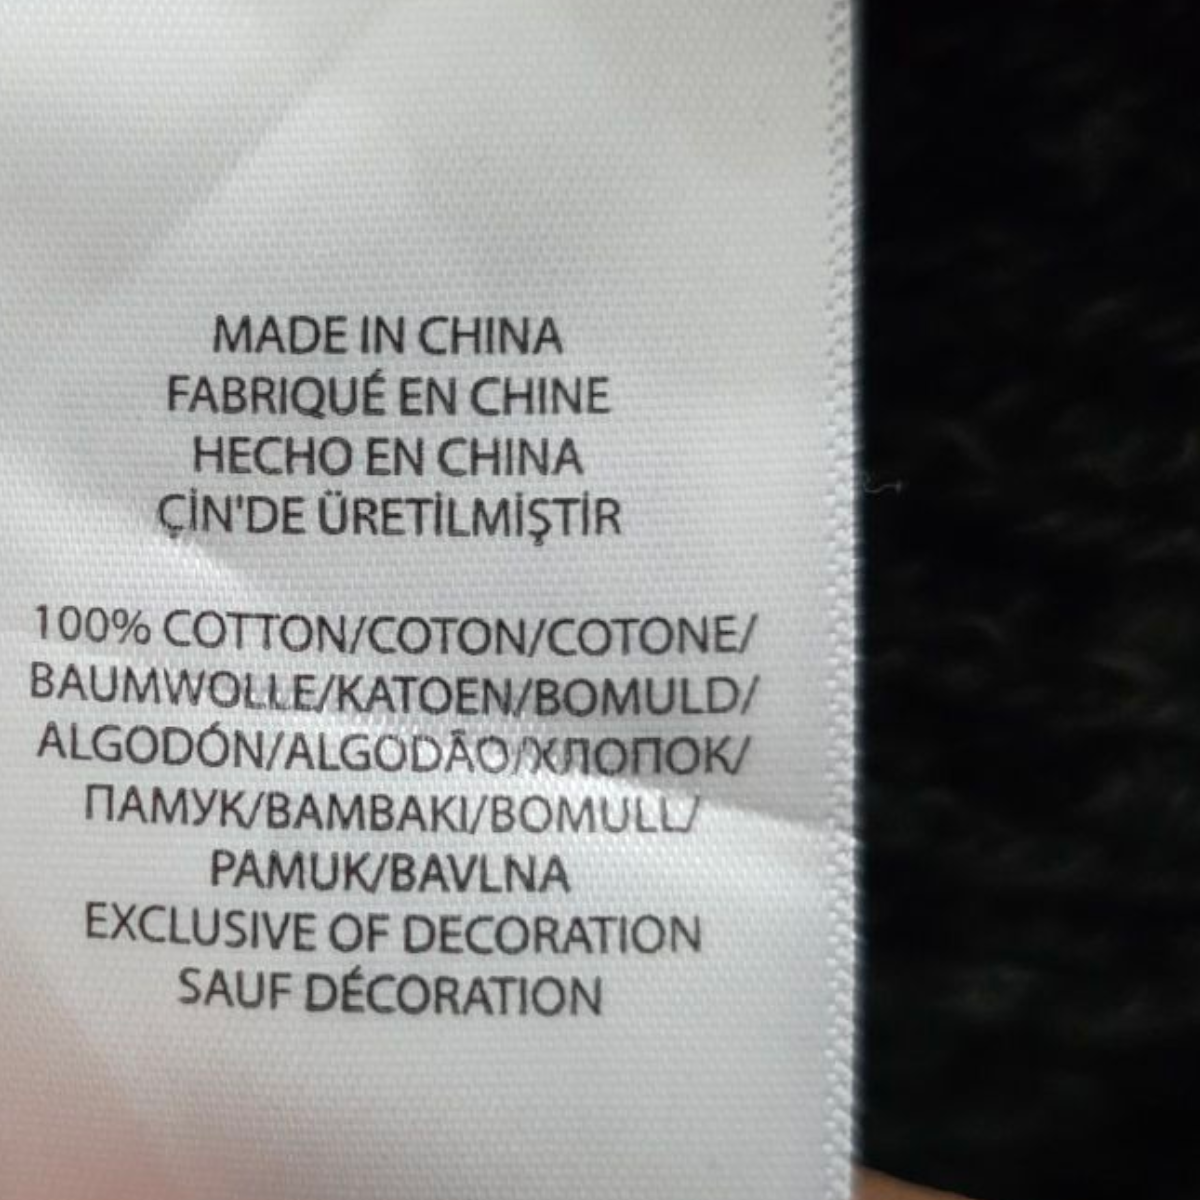 MADE IN CHINA
FABRIQUÉ EN CHINE
HECHO EN CHINA
ÇİN'DE ÜRETİLMİŞTİR
100% COTTON/COTON/COTONE/
BAUMWOLLE/KATOEN/BOMULD/
ALGODÓN/ALGODÃO/ХЛОПОК/
ПАМУК/BAMBAKI/BOMULL/
PAMUK/BAVLNA
EXCLUSIVE OF DECORATION
SAUF DÉCORATION